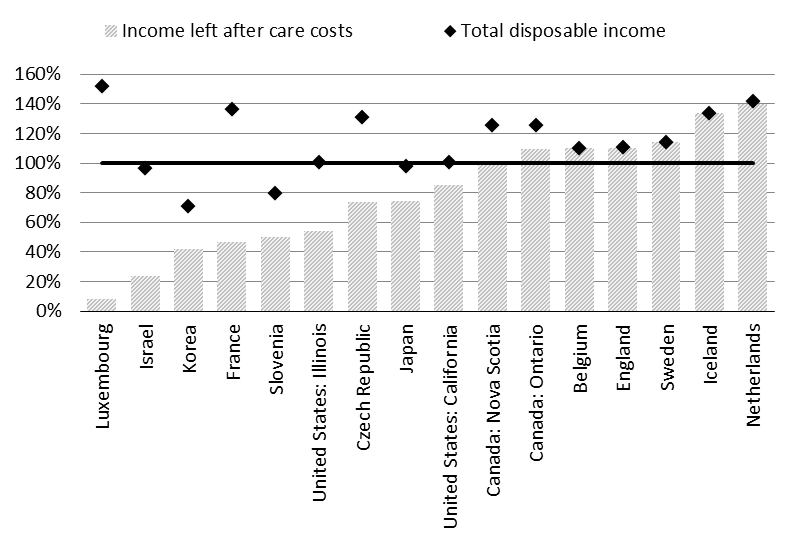 Income left after care costs
Total disposable income
160%
140%
120%
100%
80%
60%
40%
20%
0%
Luxembourg
Israel
Korea
France
Slovenia
United States: Illinois
Czech Republic
Japan
United States: California
Canada: Nova Scotia
Canada: Ontario
Belgium
England
Sweden
Iceland
Netherlands